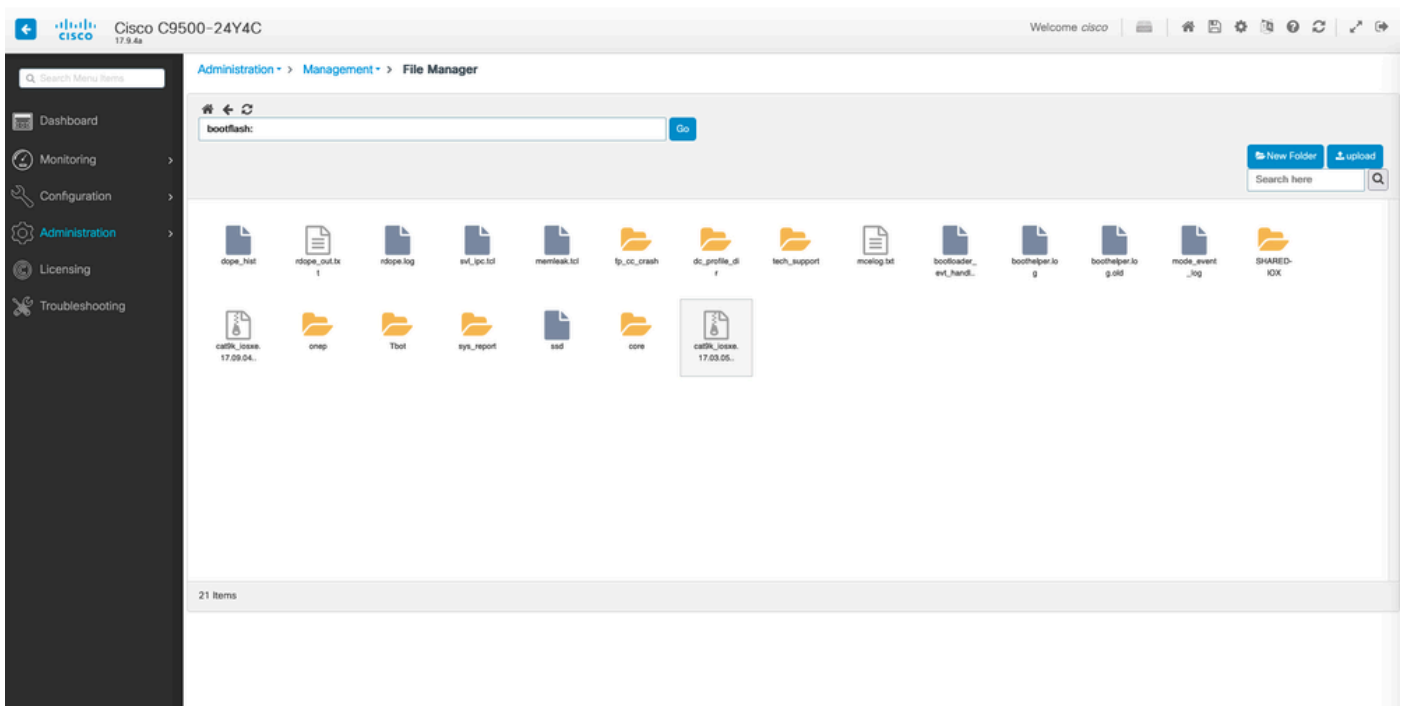 CISCO
Cisco C9500-24Y4C
17.9.4a
Welcome cisco
Search Menu Items
Dashboard
Monitoring
Configuration
Administration
Licensing
Troubleshooting
Administration > Management > File Manager
bootflash:
Go
New Folder
upload
Search here
dope_hist
rdope_out.tx
t
rdope.log
svl_ipc.tcl
memleak.tcl
fp_cc_crash
dc_profile_di
r
tech_support
mcelog.txt
bootloader_
evt_handl..
boothelper.lo
g
boothelper.lo
g.old
mode_event
_log
SHARED-
IOX
cat9k_iosxe.
17.09.04..
onep
Tbot
sys_report
ssd
core
cat9k_iosxe.
17.03.05..
21 Items